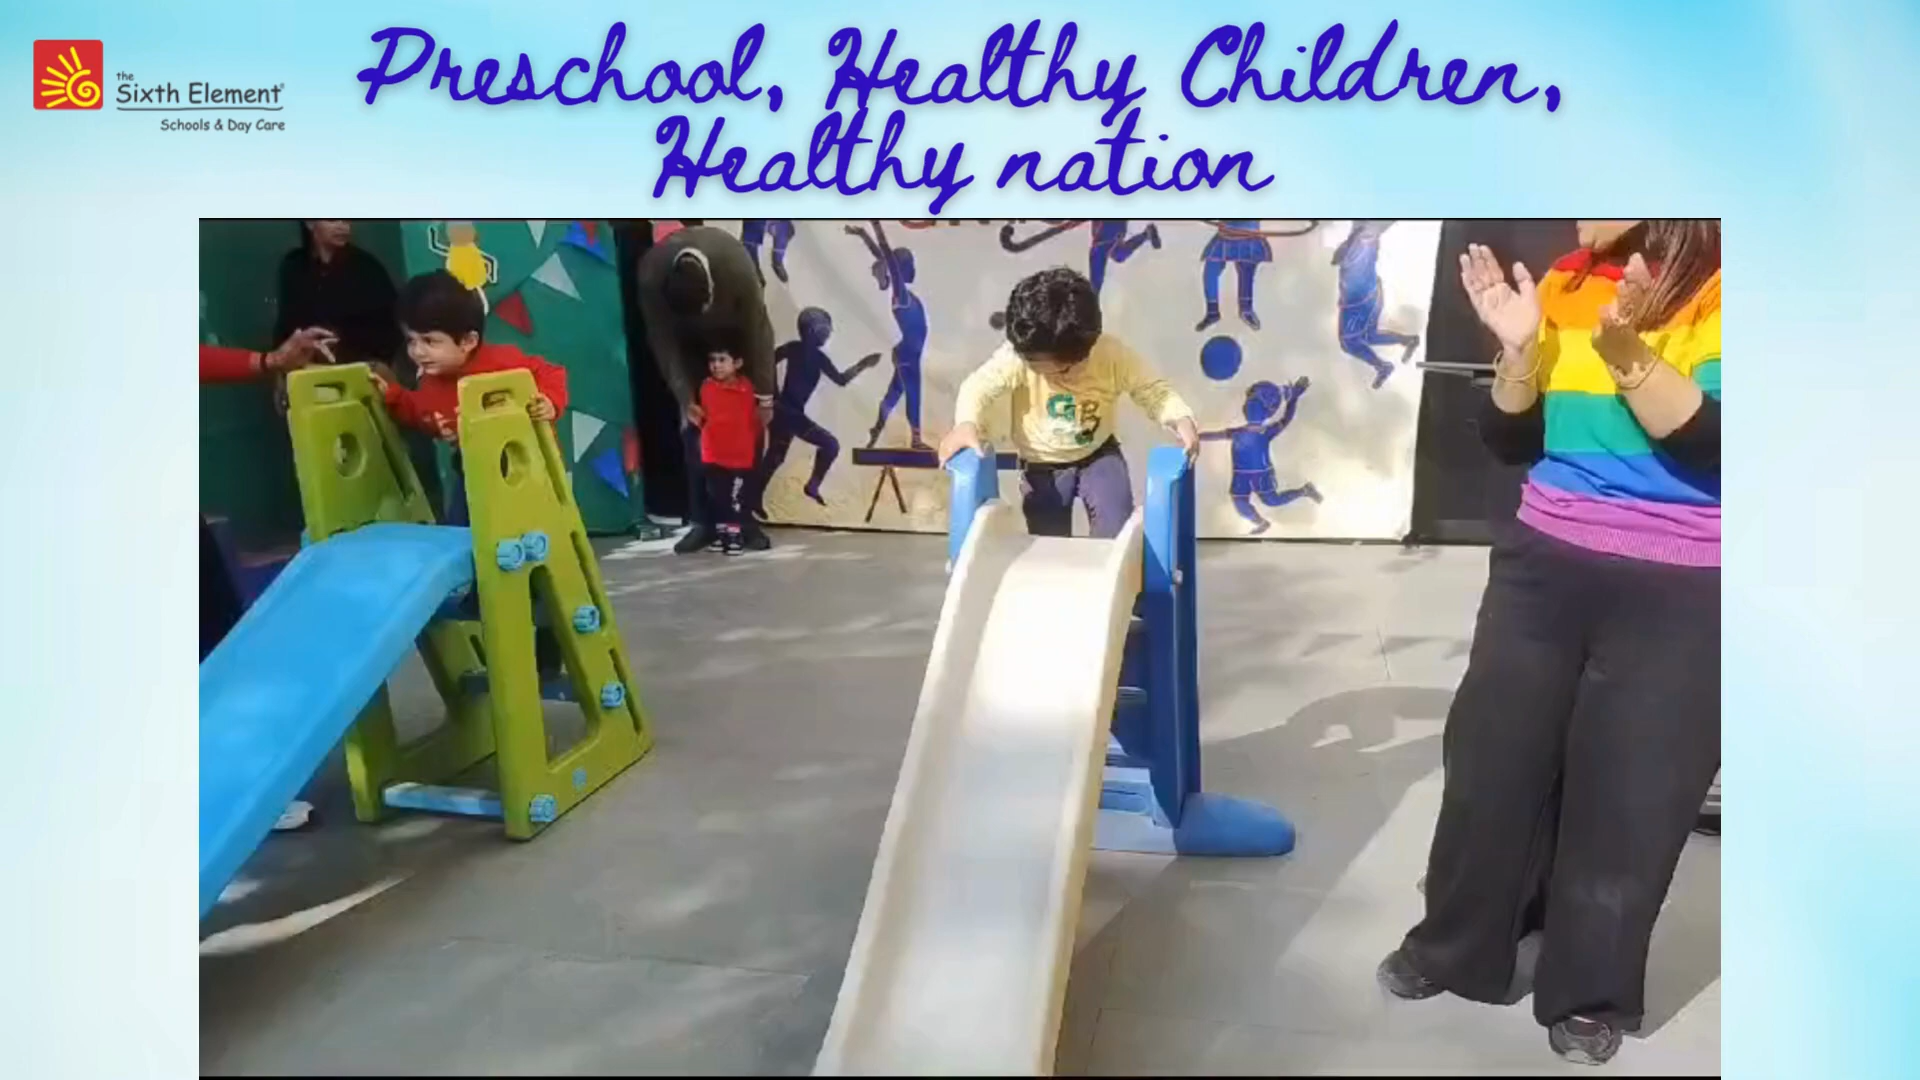 the
Sixth Element
Schools & Day Care
Preschool, Healthy Children,
Healthy nation